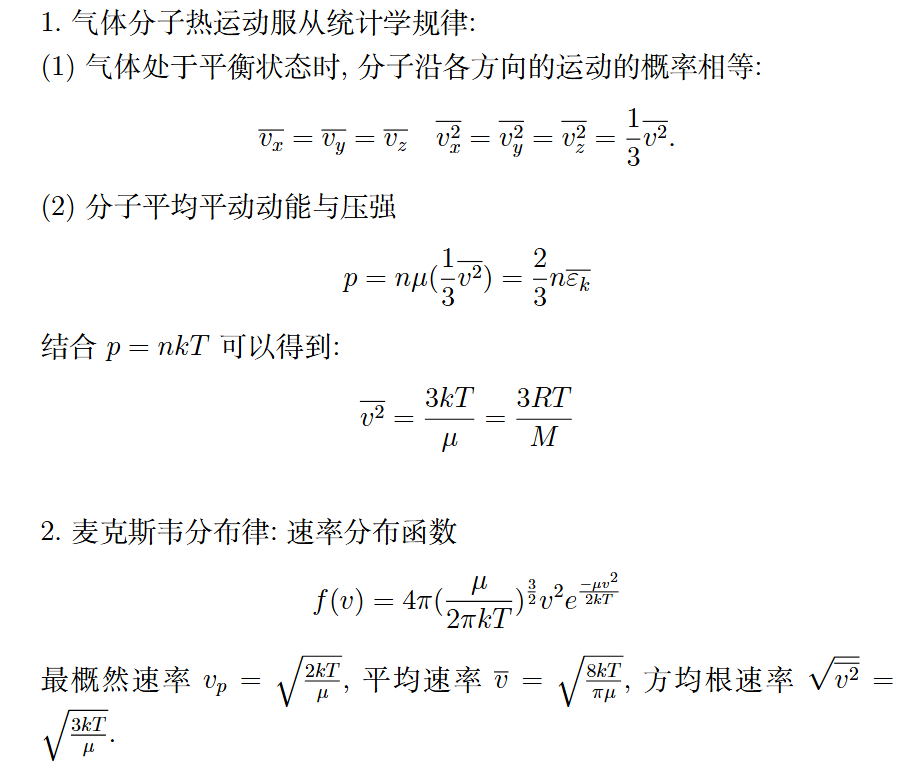 1. 气体分子热运动服从统计学规律:
(1) 气体处于平衡状态时, 分子沿各方向的运动的概率相等:
$\overline{v_x} = \overline{v_y} = \overline{v_z} \quad \overline{v_x^2} = \overline{v_y^2} = \overline{v_z^2} = \frac{1}{3}\overline{v^2}.$
(2) 分子平均平动动能与压强
$p = n\mu(\frac{1}{3}\overline{v^2}) = \frac{2}{3}n\overline{\varepsilon_k}$
结合 $p = nkT$ 可以得到:
$\overline{v^2} = \frac{3kT}{\mu} = \frac{3RT}{M}$
2. 麦克斯韦分布律: 速率分布函数
$f(v) = 4\pi(\frac{\mu}{2\pi kT})^{\frac{3}{2}}v^2e^{\frac{-\mu v^2}{2kT}}$
最概然速率 $v_p = \sqrt{\frac{2kT}{\mu}}$, 平均速率 $\overline{v} = \sqrt{\frac{8kT}{\pi\mu}}$, 方均根速率 $\sqrt{\overline{v^2}} =$
$\sqrt{\frac{3kT}{\mu}}.$